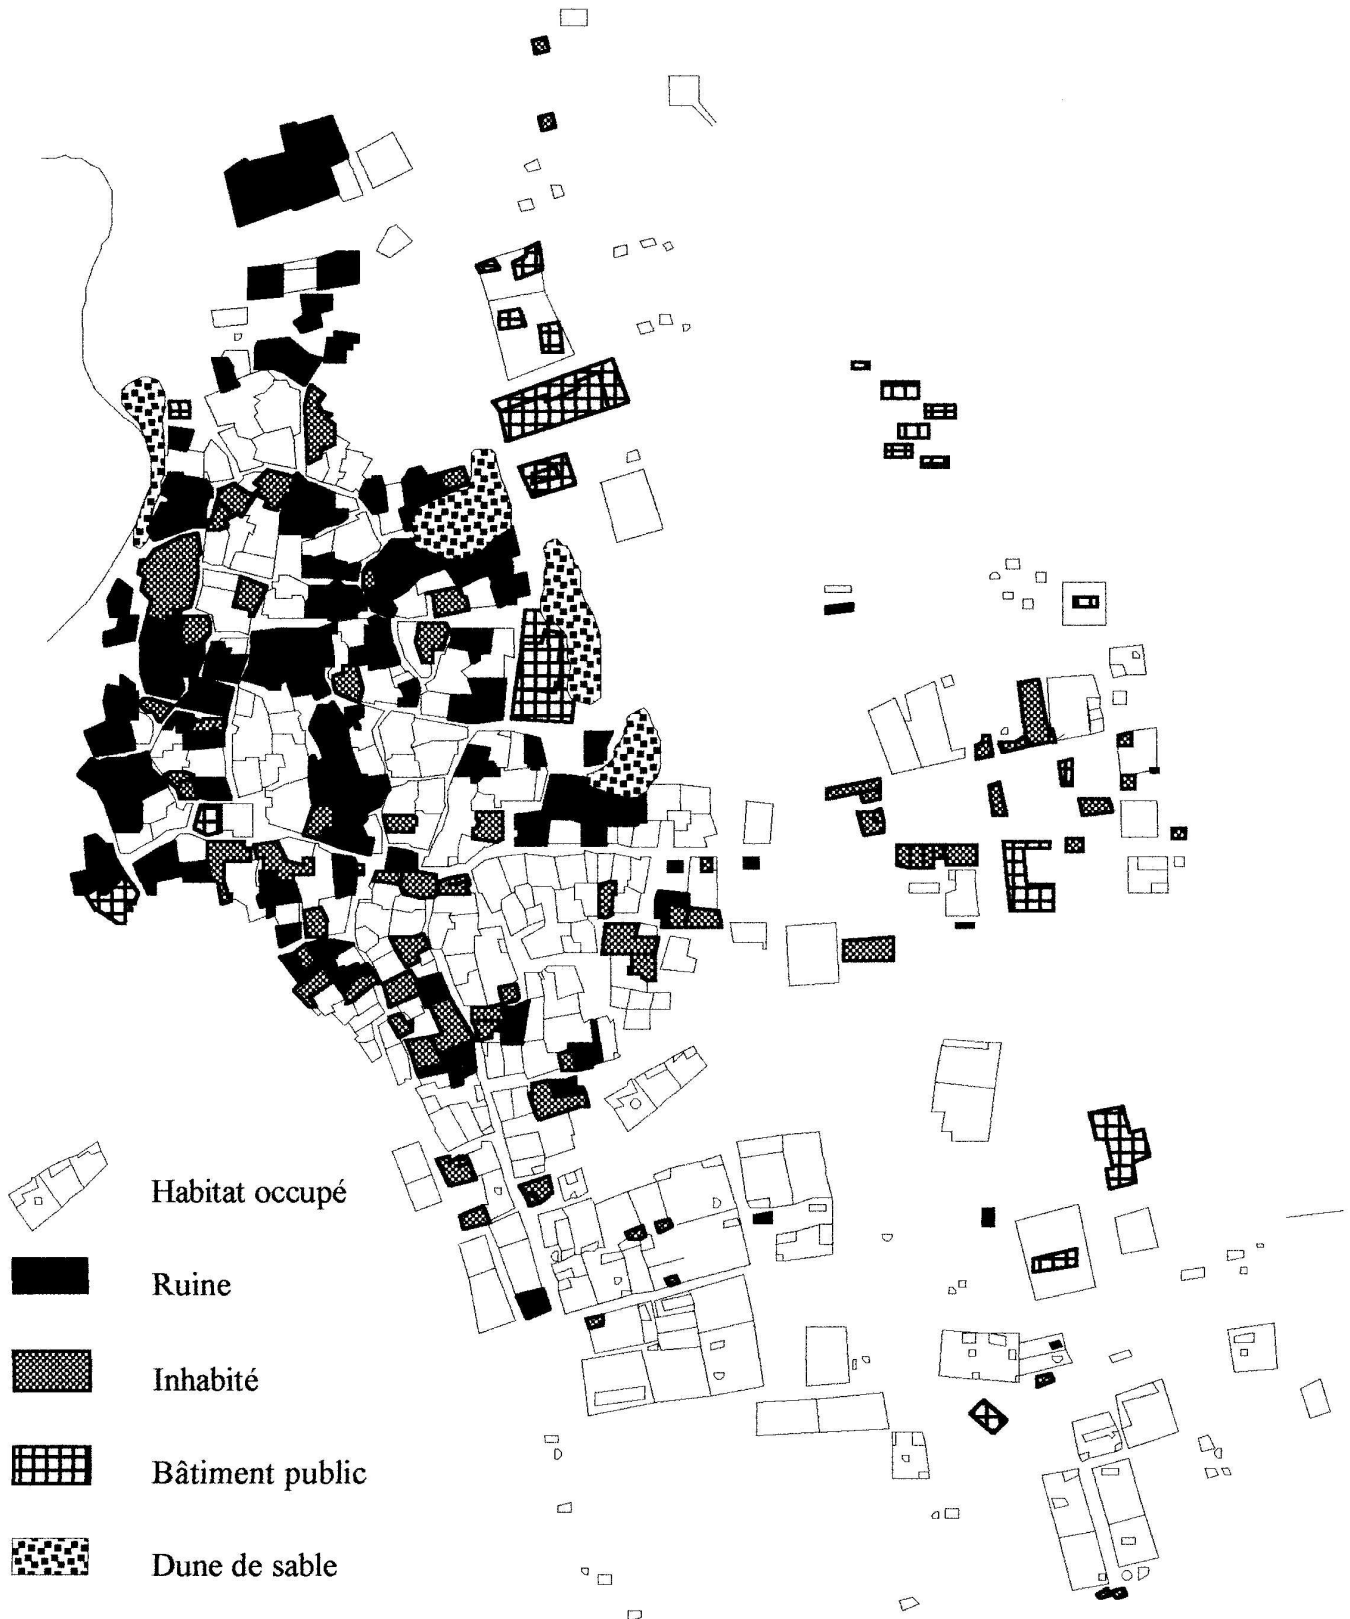 Habitat occupé
Ruine
Inhabité
Bâtiment public
Dune de sable